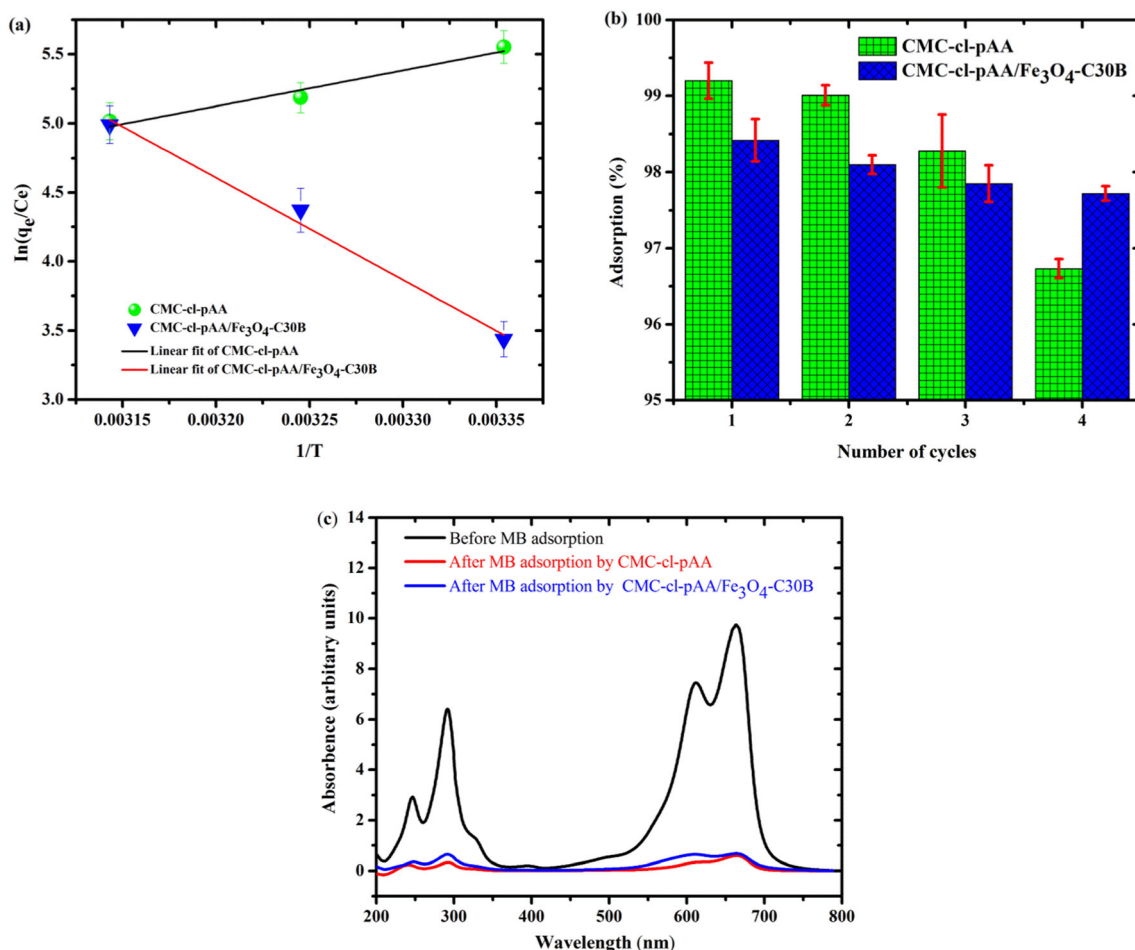 (a)
5.5
5.0
4.5
4.0
3.5
3.0
In(qe/Ce)
CMC-cl-pAA
CMC-cl-pAA/Fe3O4-C30B
Linear fit of CMC-cl-pAA
Linear fit of CMC-cl-pAA/Fe3O4-C30B
0.00315 0.00320 0.00325 0.00330 0.00335
1/T
(b)
100
99
98
97
96
95
Adsorption (%)
CMC-cl-pAA
CMC-cl-pAA/Fe3O4-C30B
1 2 3 4
Number of cycles
(c)
14
12
10
8
6
4
2
0
Absorbence (arbitary units)
Before MB adsorption
After MB adsorption by CMC-cl-pAA
After MB adsorption by CMC-cl-pAA/Fe3O4-C30B
200 300 400 500 600 700 800
Wavelength (nm)